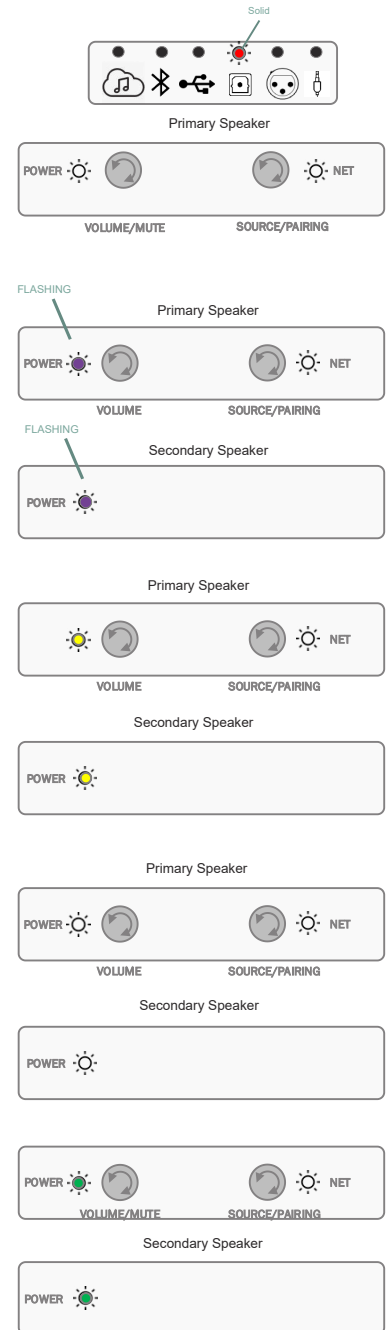 Solid
Primary Speaker
POWER NET
VOLUME/MUTE SOURCE/PAIRING
FLASHING
Primary Speaker
POWER NET
VOLUME SOURCE/PAIRING
FLASHING
Secondary Speaker
POWER
Primary Speaker
NET
VOLUME SOURCE/PAIRING
Secondary Speaker
POWER
Primary Speaker
POWER NET
VOLUME SOURCE/PAIRING
Secondary Speaker
POWER
POWER NET
VOLUME/MUTE SOURCE/PAIRING
Secondary Speaker
POWER